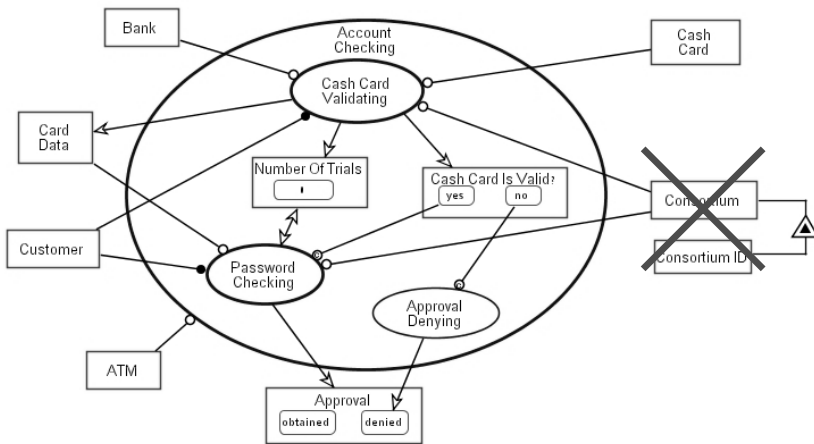 Bank
Account
Checking
Cash
Card
Cash Card
Validating
Card
Data
Number Of Trials
Cash Card Is Valid?
yes
no
Consortium
Customer
Password
Checking
Consortium ID
Approval
Denying
ATM
Approval
obtained
denied